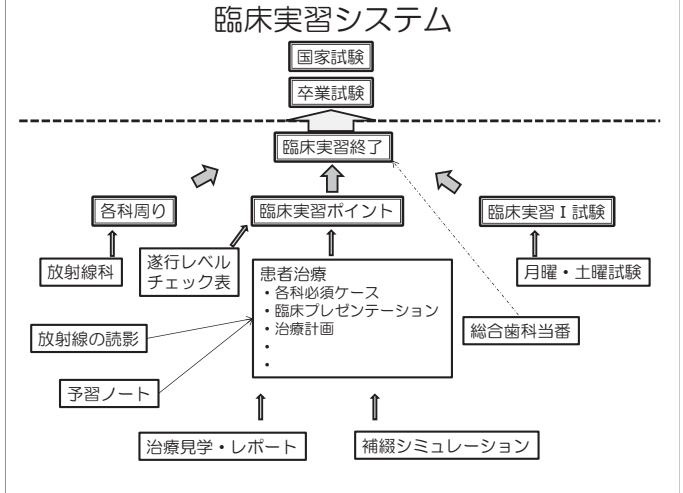 臨床実習システム
国家試験
卒業試験
臨床実習終了
各科周り
臨床実習ポイント
臨床実習Ⅰ試験
放射線科
遂行レベル
チェック表
患者治療
・各科必須ケース
・臨床プレゼンテーション
・治療計画
・
・
月曜・土曜試験
放射線の読影
総合歯科当番
予習ノート
治療見学・レポート
補綴シミュレーション